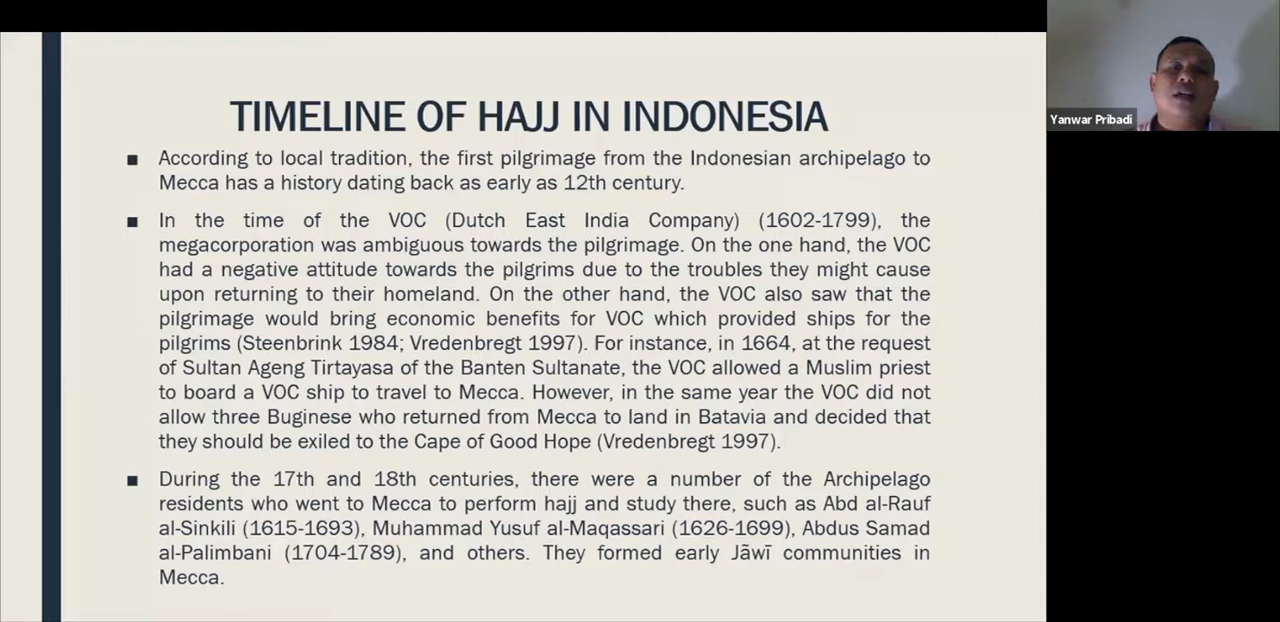 TIMELINE OF HAJJ IN INDONESIA
■ According to local tradition, the first pilgrimage from the Indonesian archipelago to
Mecca has a history dating back as early as 12th century.
■ In the time of the VOC (Dutch East India Company) (1602-1799), the
megacorporation was ambiguous towards the pilgrimage. On the one hand, the VOC
had a negative attitude towards the pilgrims due to the troubles they might cause
upon returning to their homeland. On the other hand, the VOC also saw that the
pilgrimage would bring economic benefits for VOC which provided ships for the
pilgrims (Steenbrink 1984; Vredenbregt 1997). For instance, in 1664, at the request
of Sultan Ageng Tirtayasa of the Banten Sultanate, the VOC allowed a Muslim priest
to board a VOC ship to travel to Mecca. However, in the same year the VOC did not
allow three Buginese who returned from Mecca to land in Batavia and decided that
they should be exiled to the Cape of Good Hope (Vredenbregt 1997).
■ During the 17th and 18th centuries, there were a number of the Archipelago
residents who went to Mecca to perform hajj and study there, such as Abd al-Rauf
al-Sinkili (1615-1693), Muhammad Yusuf al-Maqassari (1626-1699), Abdus Samad
al-Palimbani (1704-1789), and others. They formed early Jãwī communities in
Mecca.
Yanwar Pribadi